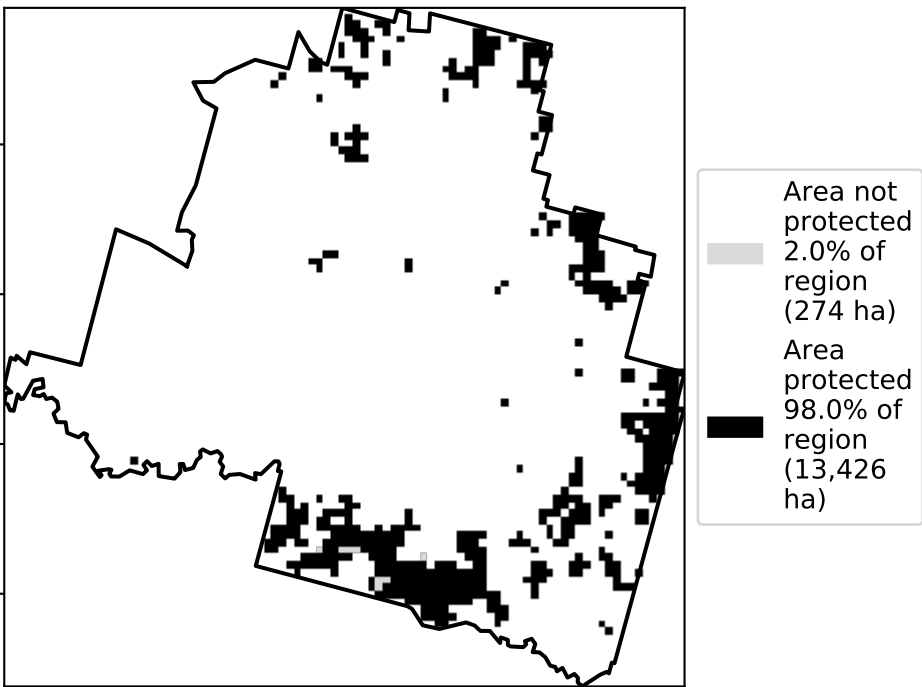 Area not
protected
2.0% of
region
(274 ha)
Area
protected
98.0% of
region
(13,426
ha)